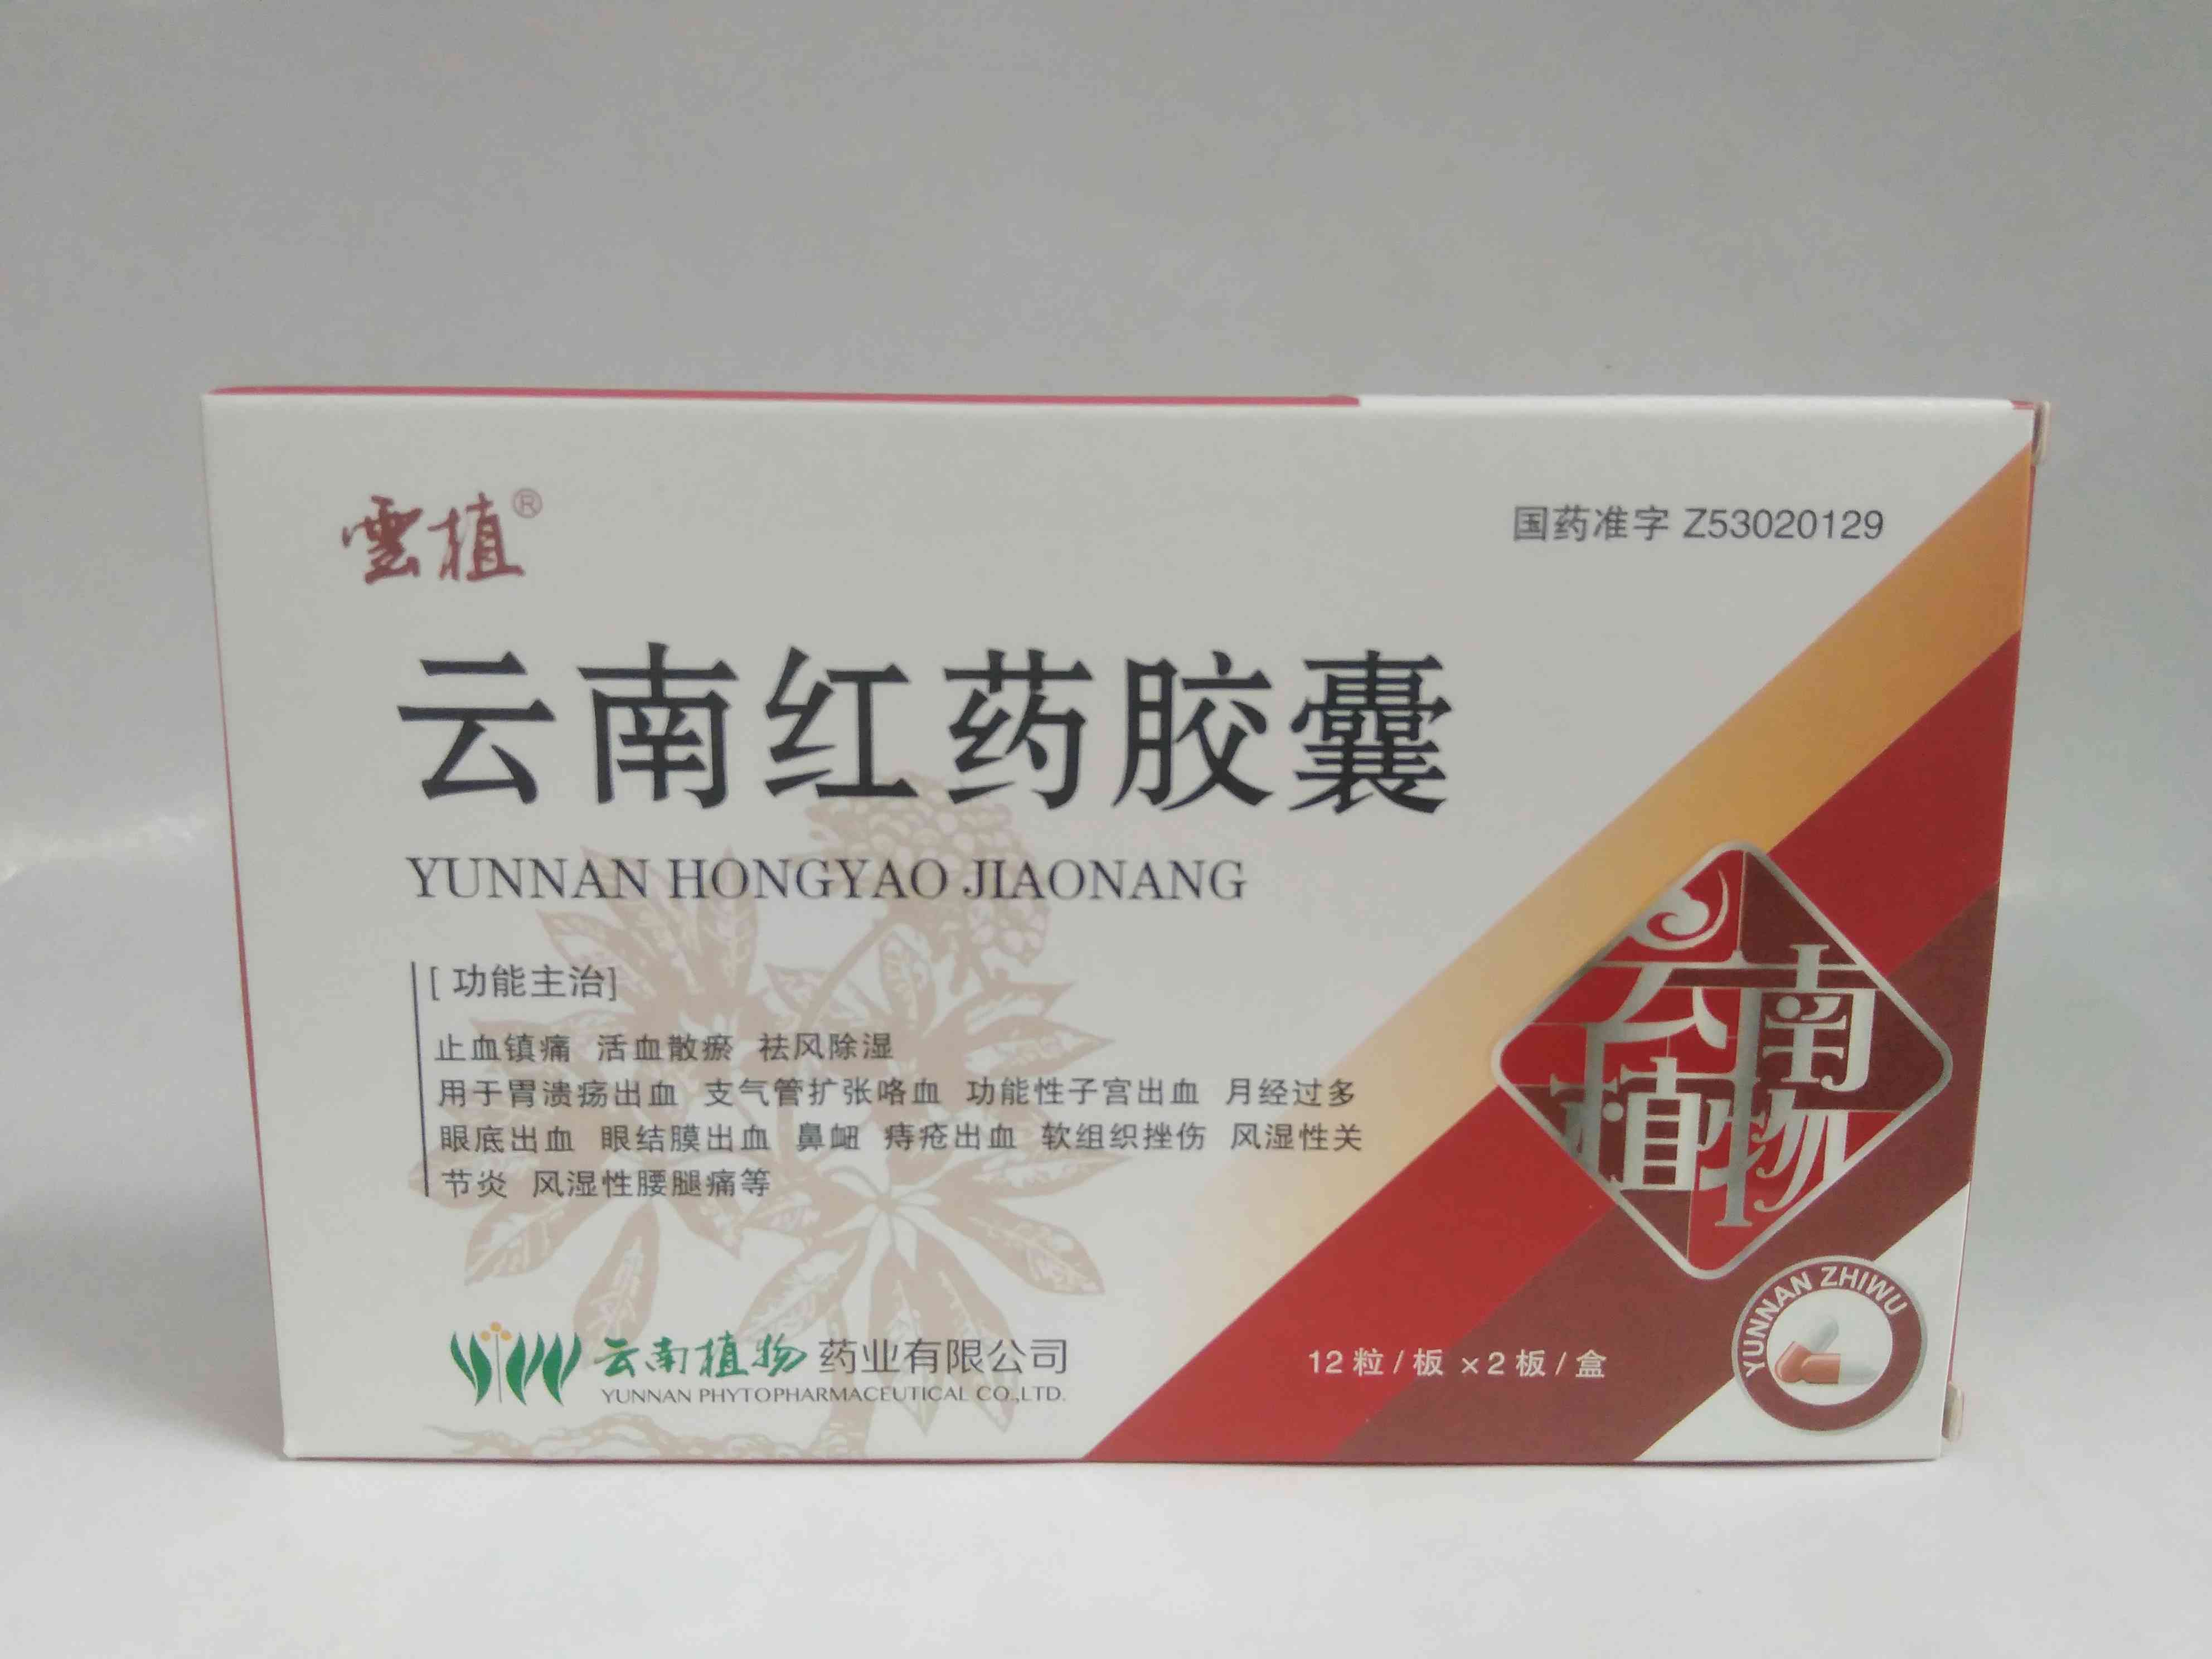 雲植®
国药准字 Z53020129
云南红药胶囊
YUNNAN HONGYAO JIAONANG
[功能主治]
止血镇痛 活血散瘀 祛风除湿
用于胃溃疡出血 支气管扩张咯血 功能性子宫出血 月经过多
眼底出血 眼结膜出血 鼻衄 痔疮出血 软组织挫伤 风湿性关
节炎 风湿性腰腿痛等
云南植物
YUNNAN ZHIWU
云南植物药业有限公司
YUNNAN PHYTOPHARMACEUTICAL CO.,LTD.
12粒/板×2板/盒